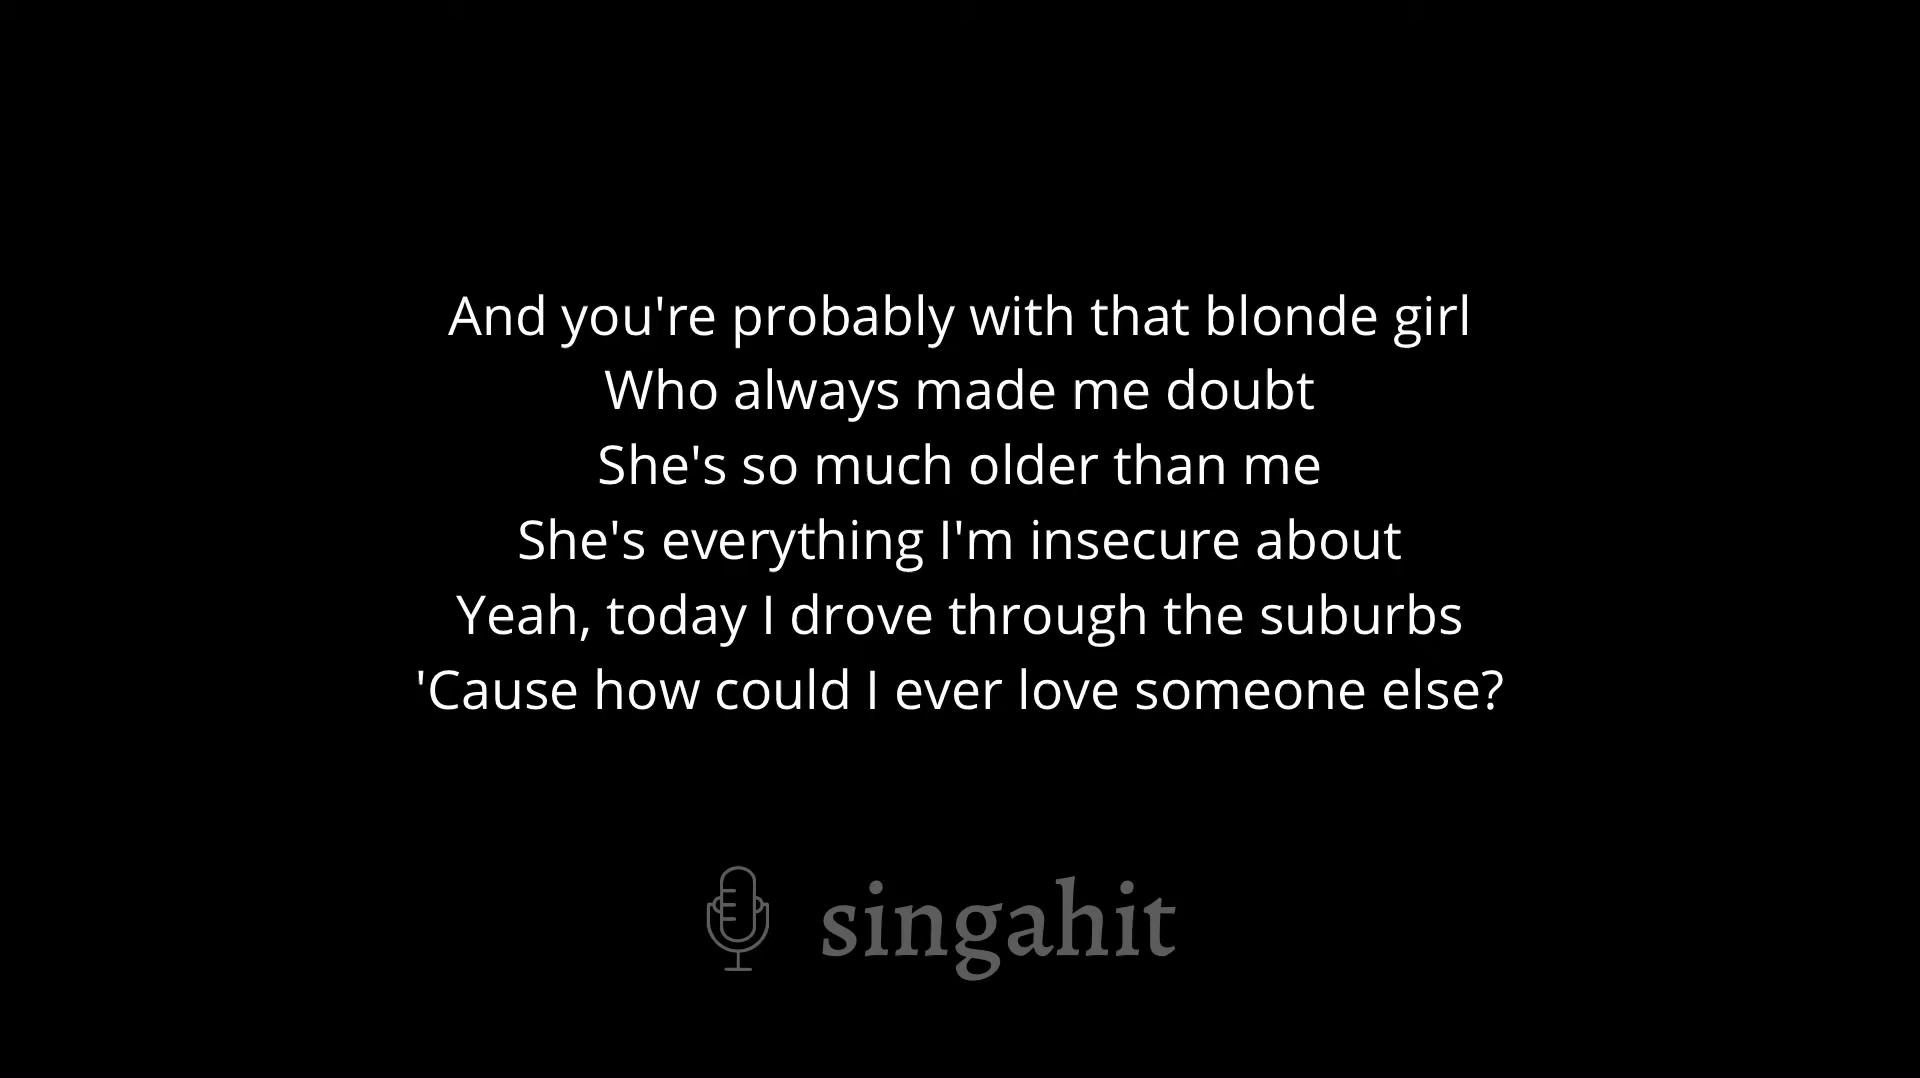 And you're probably with that blonde girl
Who always made me doubt
She's so much older than me
She's everything I'm insecure about
Yeah, today I drove through the suburbs
'Cause how could I ever love someone else?
singahit